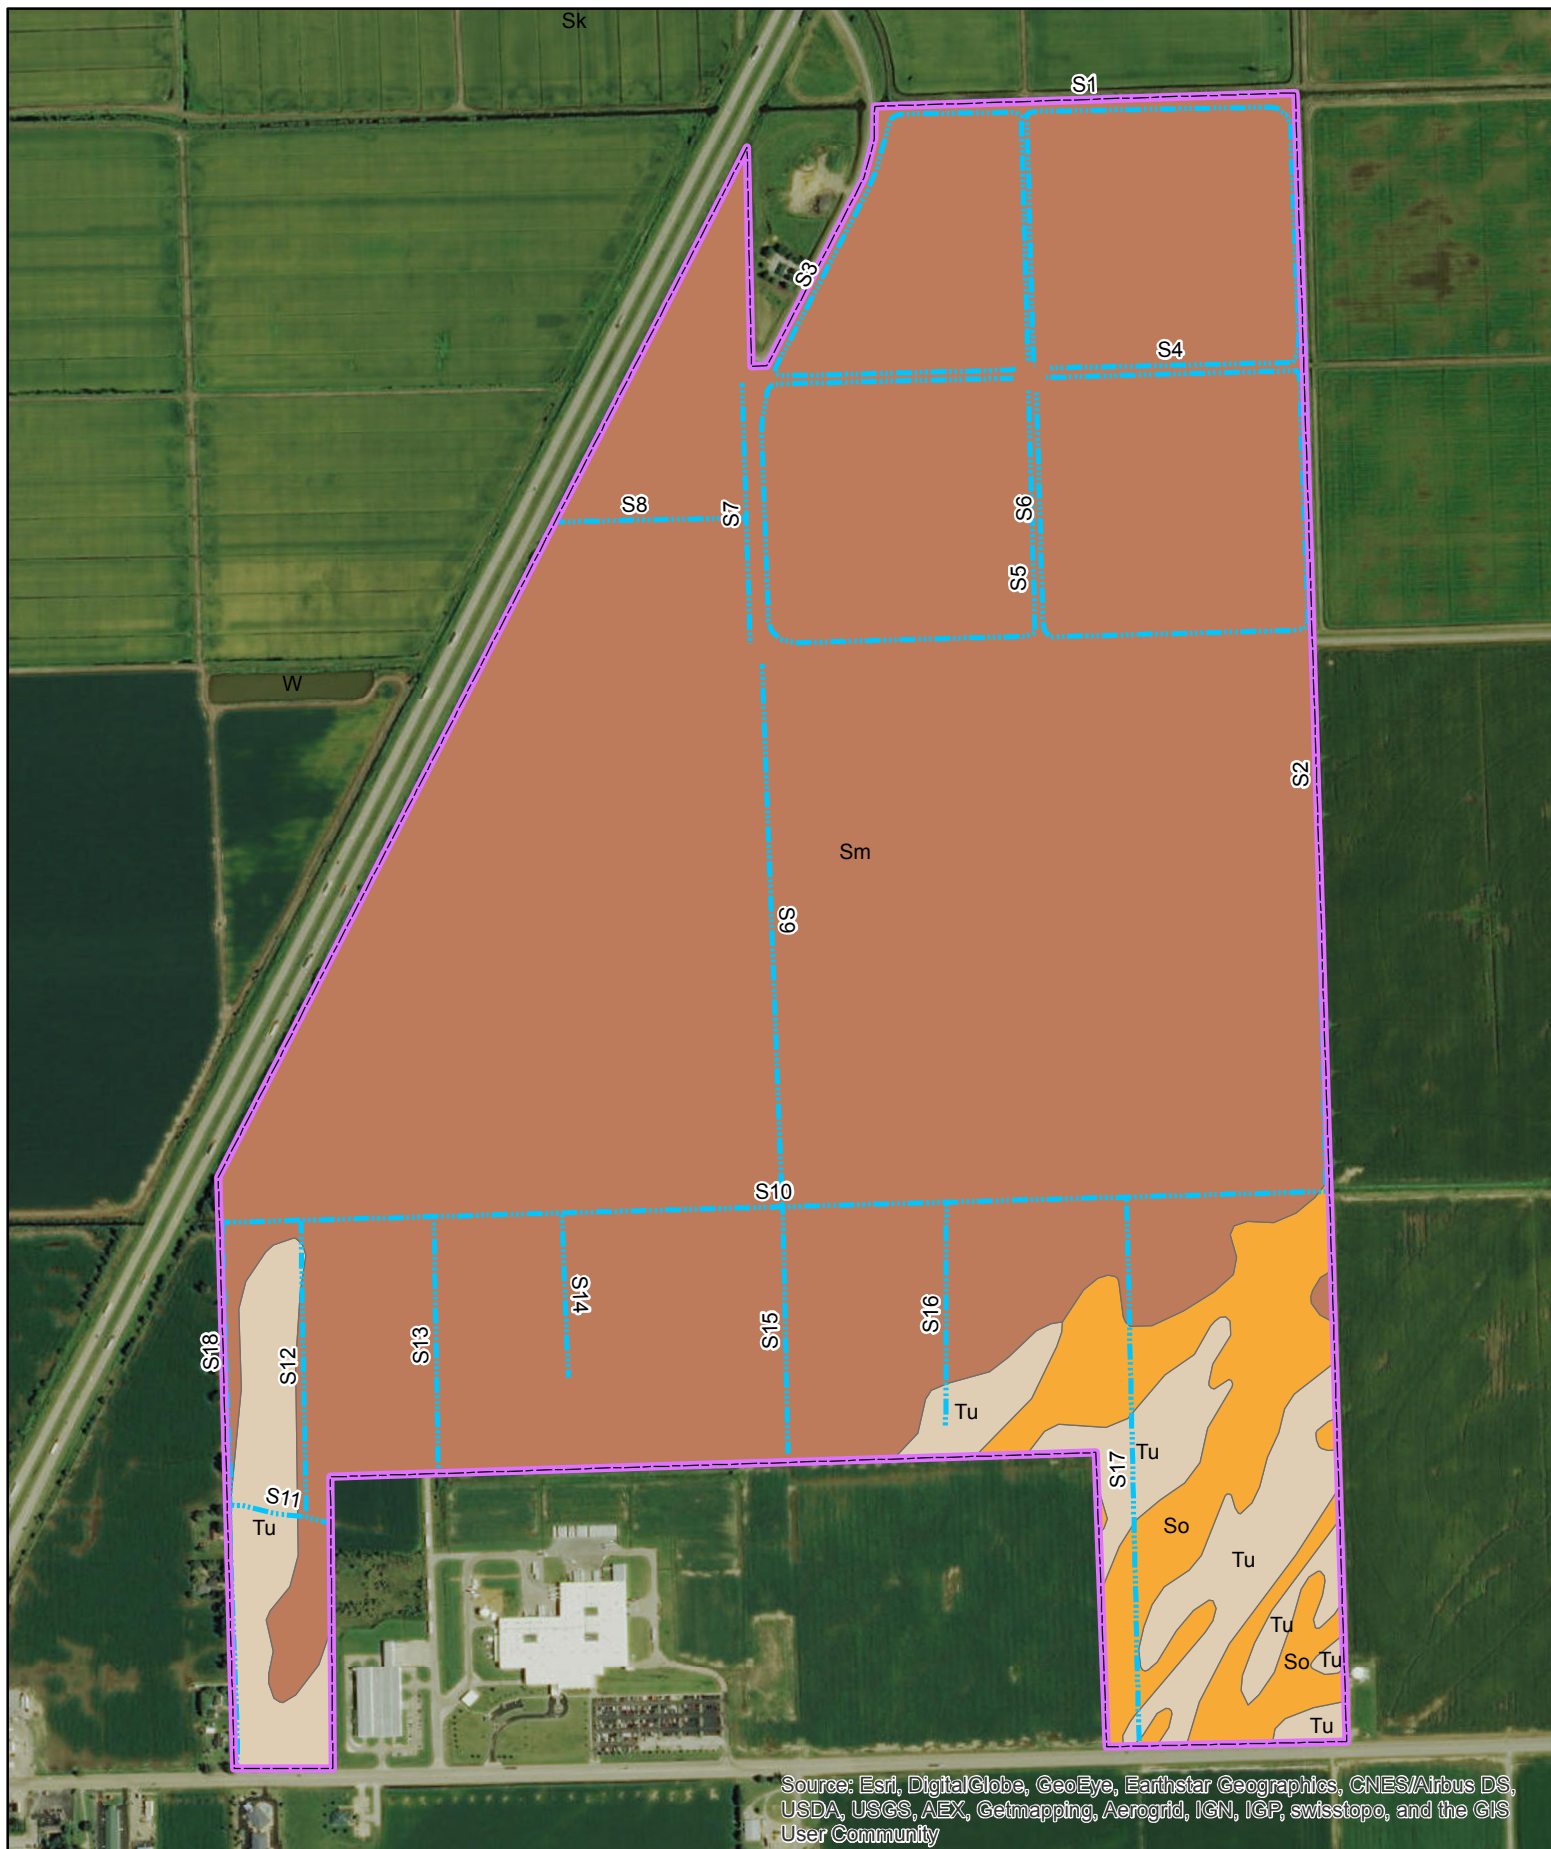 Sk
S1
S3
S4
S8
S7
S6
S5
W
S2
Sm
S9
S10
S14
S16
S15
S13
S18
S12
Tu
Tu
S17
S11
Tu
So
Tu
Tu
So
Tu
Tu
Source: Esri, DigitalGlobe, GeoEye, Earthstar Geographics, CNES/Airbus DS,
USDA, USGS, AEX, Getmapping, Aerogrid, IGN, IGP, swisstopo, and the GIS
User Community